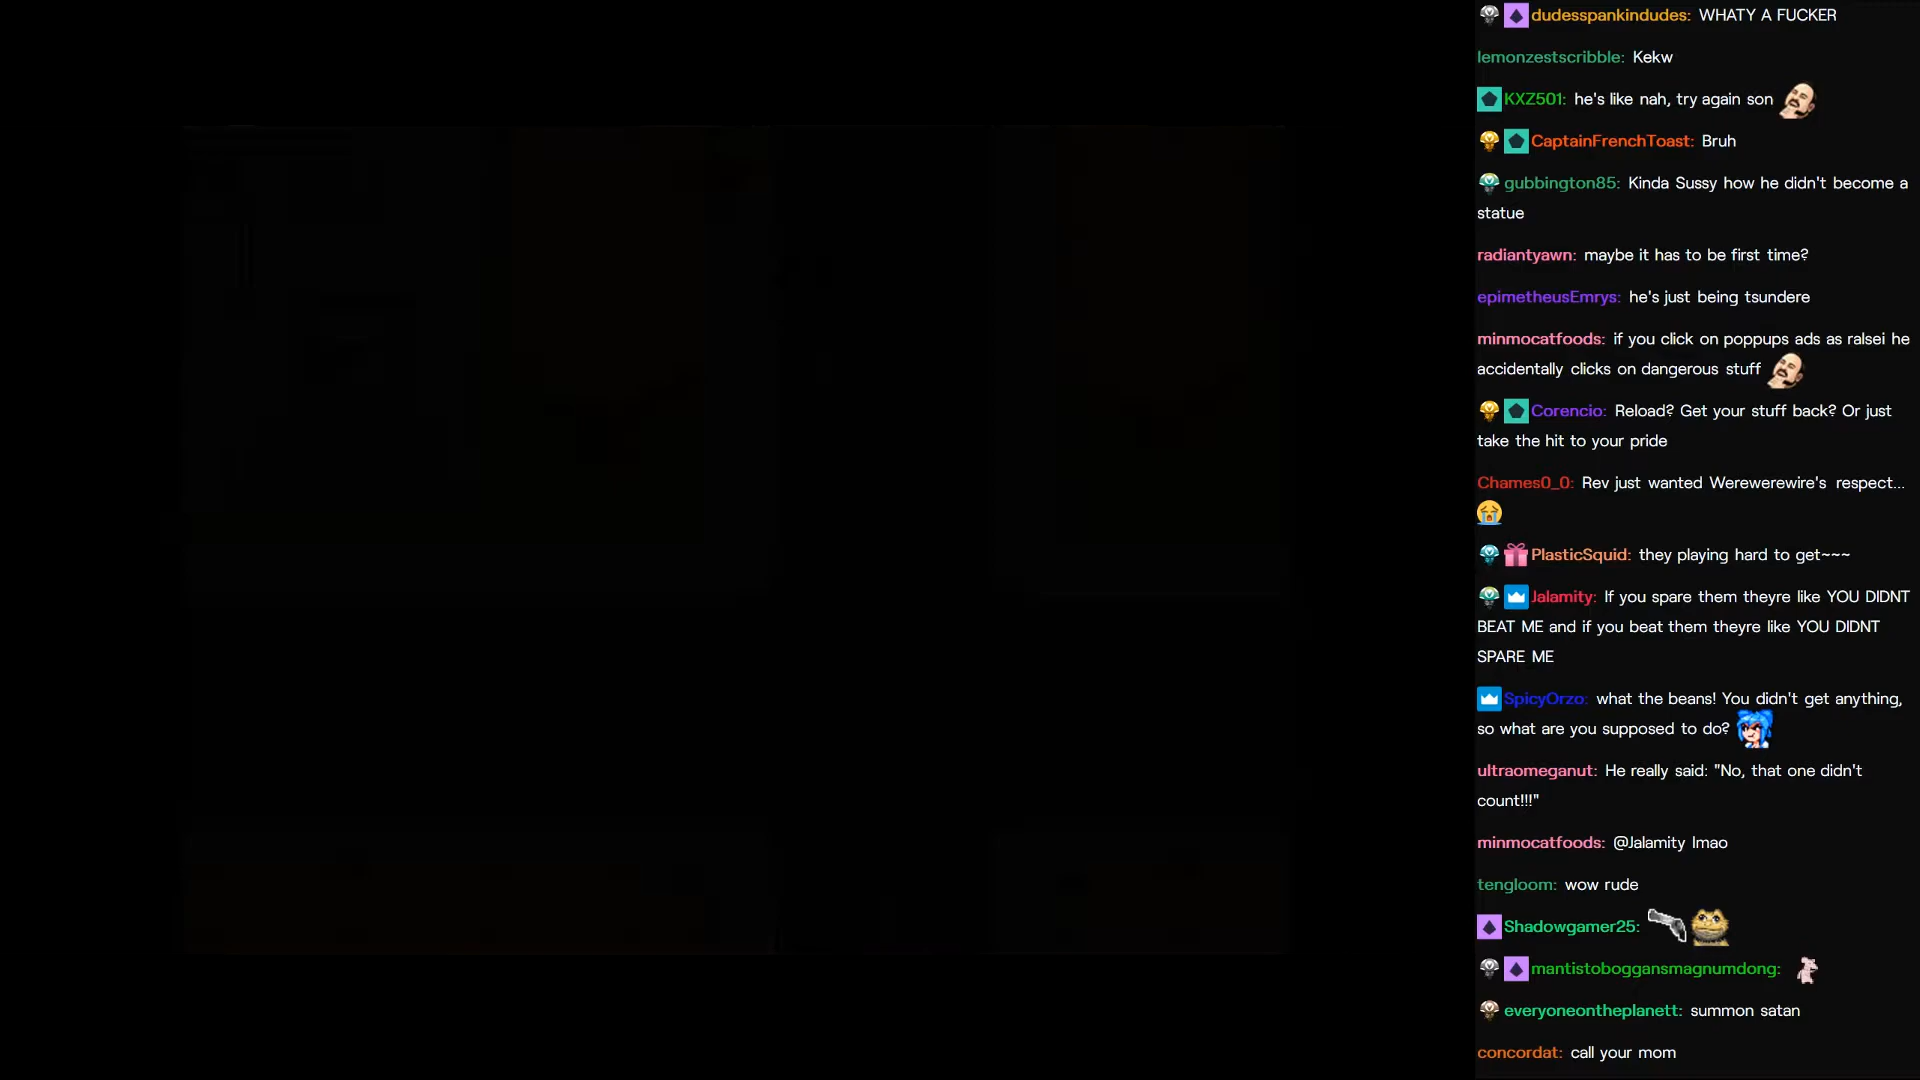 dudesspankindudes: WHATY A FUCKER
lemonzestscribble: Kekw
KXZ501: he's like nah, try again son
CaptainFrenchToast: Bruh
gubbington85: Kinda Sussy how he didn't become a
statue
radiantyawn: maybe it has to be first time?
epimetheusEmrys: he's just being tsundere
minmocatfoods: if you click on poppups ads as ralsei he
accidentally clicks on dangerous stuff
Corencio: Reload? Get your stuff back? Or just
take the hit to your pride
Chames0_0: Rev just wanted Werewerewire's respect...
PlasticSquid: they playing hard to get~~~
Jalamity: If you spare them theyre like YOU DIDNT
BEAT ME and if you beat them theyre like YOU DIDNT
SPARE ME
SpicyOrzo: what the beans! You didn't get anything,
so what are you supposed to do?
ultraomeganut: He really said: "No, that one didn't
count!!!"
minmocatfoods: @Jalamity lmao
tengloom: wow rude
Shadowgamer25:
mantistoboggansmagnumdong:
everyoneontheplanett: summon satan
concordat: call your mom